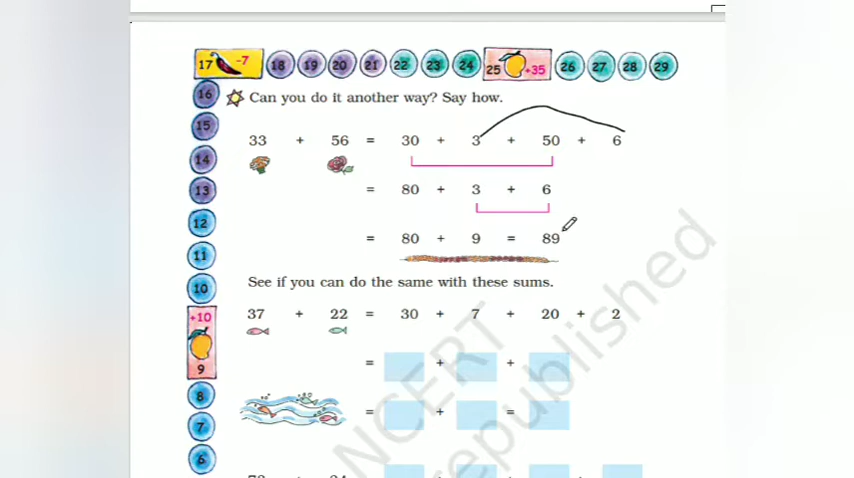 17 -7 18 19 20 21 22 23 24 25 +35 26 27 28 29
16
Can you do it another way? Say how.
15
33 + 56 = 30 + 3 + 50 + 6
14
13
= 80 + 3 + 6
12
= 80 + 9 = 89
11
See if you can do the same with these sums.
10
37 + 22 = 30 + 7 + 20 + 2
+10
= + +
9
8
= + =
7
6
NCERT
republished